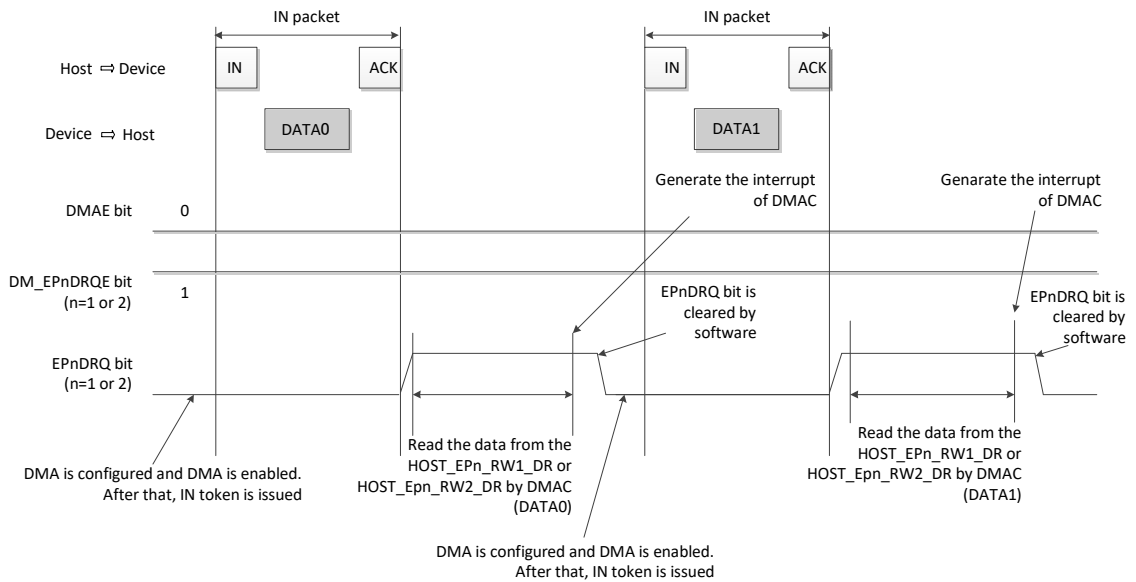 IN packet
IN packet
Host ⇨ Device
IN
ACK
IN
ACK
Device ⇨ Host
DATA0
DATA1
Generate the interrupt
of DMAC
Genarate the interrupt
of DMAC
DMAE bit
0
DM_EPnDRQE bit
(n=1 or 2)
1
EPnDRQ bit is
cleared by
software
EPnDRQ bit is
cleared by
software
EPnDRQ bit
(n=1 or 2)
DMA is configured and DMA is enabled.
After that, IN token is issued
Read the data from the
HOST_EPn_RW1_DR or
HOST_Epn_RW2_DR by DMAC
(DATA0)
Read the data from the
HOST_EPn_RW1_DR or
HOST_Epn_RW2_DR by DMAC
(DATA1)
DMA is configured and DMA is enabled.
After that, IN token is issued